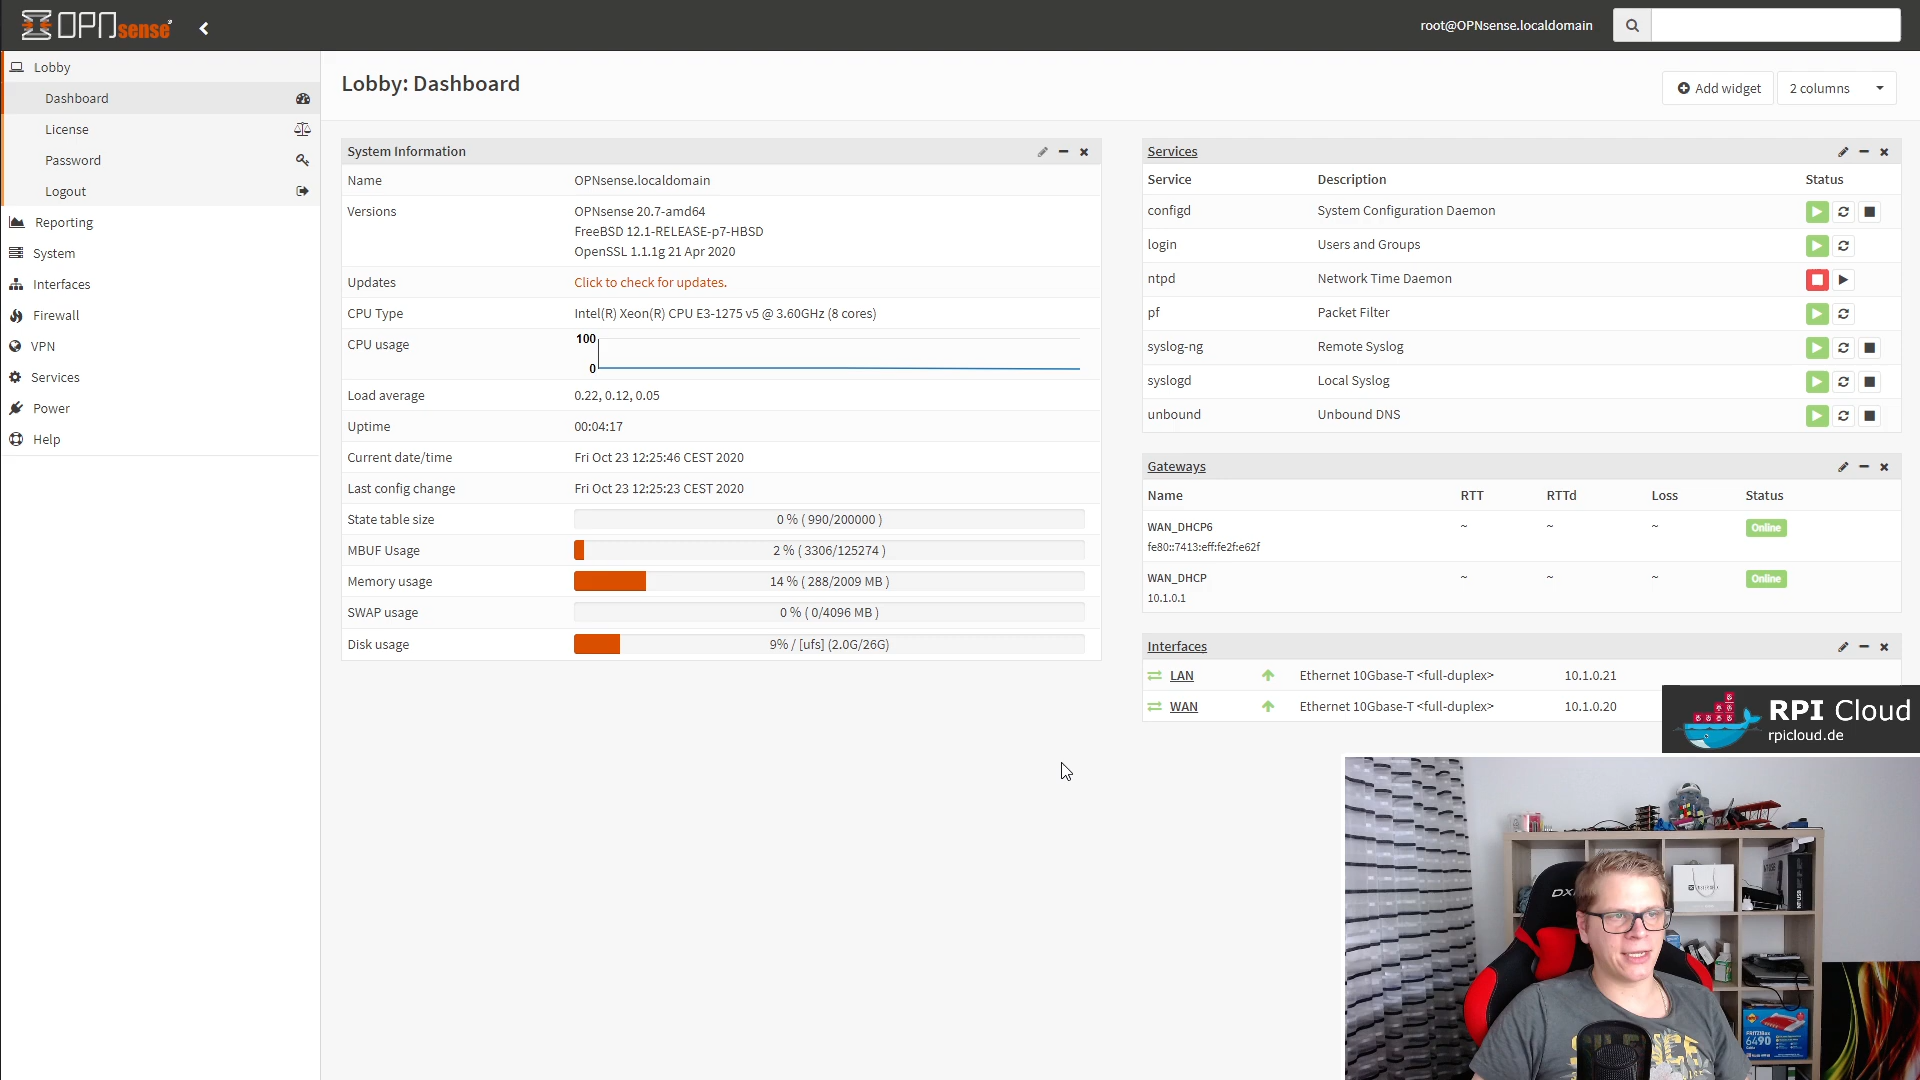 OPNsense
root@OPNsense.localdomain
Lobby
Dashboard
License
Password
Logout
Reporting
System
Interfaces
Firewall
VPN
Services
Power
Help
Lobby: Dashboard
Add widget
2 columns
System Information
Name OPNsense.localdomain
Versions OPNsense 20.7-amd64
FreeBSD 12.1-RELEASE-p7-HBSD
OpenSSL 1.1.1g 21 Apr 2020
Updates Click to check for updates.
CPU Type Intel(R) Xeon(R) CPU E3-1275 v5 @ 3.60GHz (8 cores)
CPU usage 100
0
Load average 0.22, 0.12, 0.05
Uptime 00:04:17
Current date/time Fri Oct 23 12:25:46 CEST 2020
Last config change Fri Oct 23 12:25:23 CEST 2020
State table size 0 % ( 990/200000 )
MBUF Usage 2 % ( 3306/125274 )
Memory usage 14 % ( 288/2009 MB )
SWAP usage 0 % ( 0/4096 MB )
Disk usage 9% / [ufs] (2.0G/26G)
Services
Service Description Status
configd System Configuration Daemon
login Users and Groups
ntpd Network Time Daemon
pf Packet Filter
syslog-ng Remote Syslog
syslogd Local Syslog
unbound Unbound DNS
Gateways
Name RTT RTTd Loss Status
WAN_DHCP6 ~ ~ ~ Online
fe80::7413:eff:fe2f:e62f
WAN_DHCP ~ ~ ~ Online
10.1.0.1
Interfaces
LAN Ethernet 10Gbase-T <full-duplex> 10.1.0.21
WAN Ethernet 10Gbase-T <full-duplex> 10.1.0.20
RPI Cloud
rpicloud.de
FRITZ!Box
6490